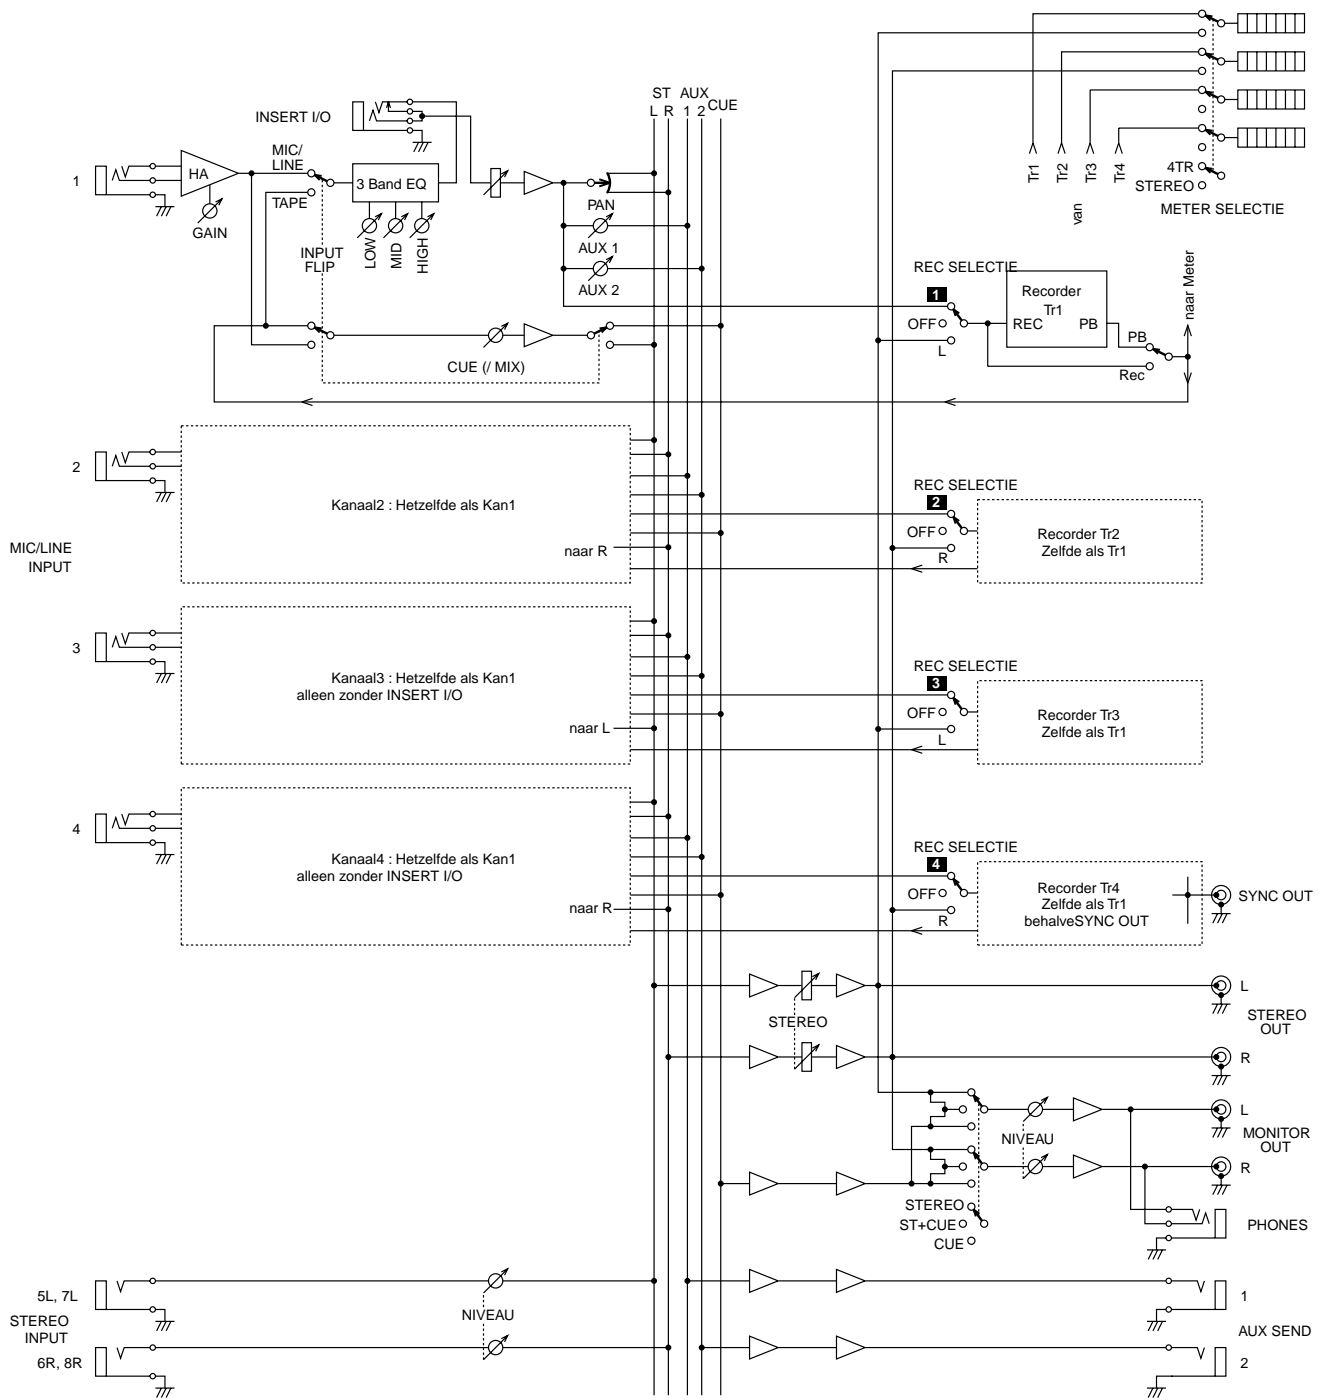 ST AUX
L R 1 2 CUE
INSERT I/O
MIC/
LINE
1
HA
3 Band EQ
TAPE
GAIN
INPUT
FLIP
LOW
MID
HIGH
PAN
AUX 1
AUX 2
CUE (/ MIX)
Tr1
Tr2
Tr3
Tr4
van
4TR
STEREO
METER SELECTIE
REC SELECTIE
1
OFF
L
Recorder
Tr1
REC PB
PB
Rec
naar Meter
2
Kanaal2 : Hetzelfde als Kan1
naar R
REC SELECTIE
2
OFF
R
Recorder Tr2
Zelfde als Tr1
MIC/LINE
INPUT
3
Kanaal3 : Hetzelfde als Kan1
alleen zonder INSERT I/O
naar L
REC SELECTIE
3
OFF
L
Recorder Tr3
Zelfde als Tr1
4
Kanaal4 : Hetzelfde als Kan1
alleen zonder INSERT I/O
naar R
REC SELECTIE
4
OFF
R
Recorder Tr4
Zelfde als Tr1
behalveSYNC OUT
SYNC OUT
STEREO
L
STEREO
OUT
R
NIVEAU
L
MONITOR
OUT
R
STEREO
ST+CUE
CUE
PHONES
5L, 7L
STEREO
INPUT
6R, 8R
NIVEAU
1
AUX SEND
2